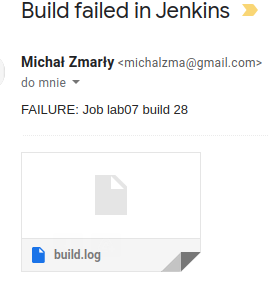 Build failed in Jenkins
Michał Zmarły <michalzma@gmail.com>
do mnie
FAILURE: Job lab07 build 28
build.log